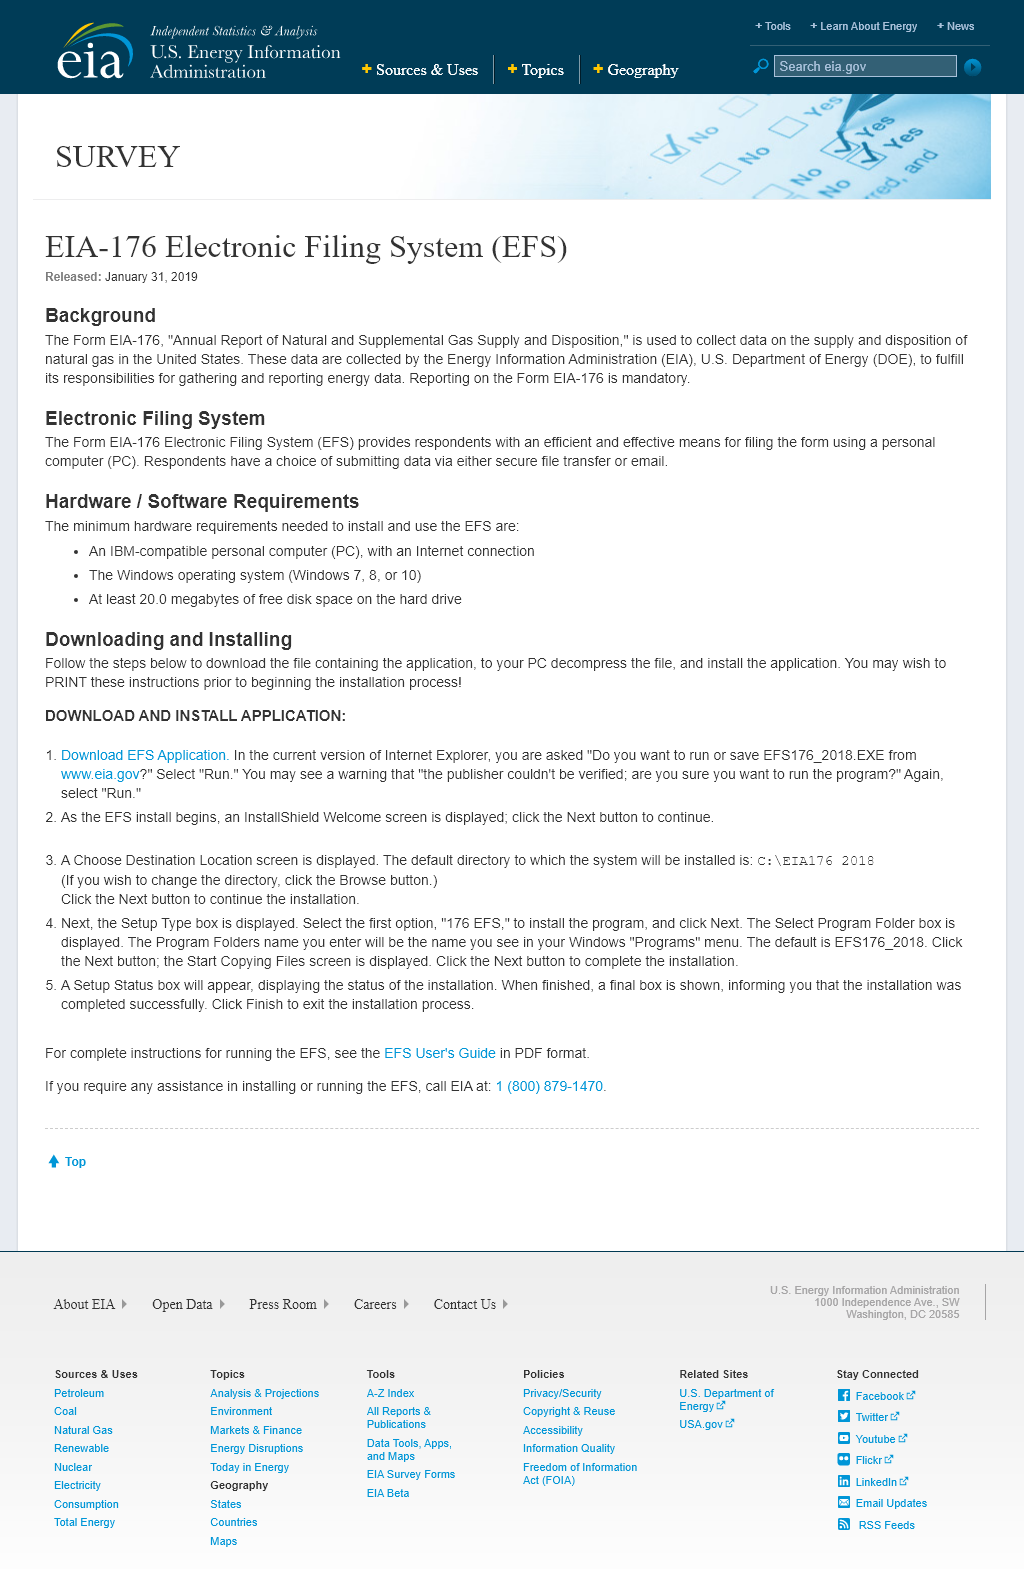 eia
Independent Statistics & Analysis
U.S. Energy Information
Administration
+ Sources & Uses
+ Topics
+ Geography
+ Tools
+ Learn About Energy
+ News
Search eia.gov
SURVEY
No
No
No
No
Yes
Yes
Yes
EIA-176 Electronic Filing System (EFS)
Released: January 31, 2019
Background
The Form EIA-176, "Annual Report of Natural and Supplemental Gas Supply and Disposition," is used to collect data on the supply and disposition of
natural gas in the United States. These data are collected by the Energy Information Administration (EIA), U.S. Department of Energy (DOE), to fulfill
its responsibilities for gathering and reporting energy data. Reporting on the Form EIA-176 is mandatory.
Electronic Filing System
The Form EIA-176 Electronic Filing System (EFS) provides respondents with an efficient and effective means for filing the form using a personal
computer (PC). Respondents have a choice of submitting data via either secure file transfer or email.
Hardware / Software Requirements
The minimum hardware requirements needed to install and use the EFS are:
• An IBM-compatible personal computer (PC), with an Internet connection
• The Windows operating system (Windows 7, 8, or 10)
• At least 20.0 megabytes of free disk space on the hard drive
Downloading and Installing
Follow the steps below to download the file containing the application, to your PC decompress the file, and install the application. You may wish to
PRINT these instructions prior to beginning the installation process!
DOWNLOAD AND INSTALL APPLICATION:
1. Download EFS Application. In the current version of Internet Explorer, you are asked "Do you want to run or save EFS176_2018.EXE from
www.eia.gov?" Select "Run." You may see a warning that "the publisher couldn't be verified; are you sure you want to run the program?" Again,
select "Run."
2. As the EFS install begins, an InstallShield Welcome screen is displayed; click the Next button to continue.
3. A Choose Destination Location screen is displayed. The default directory to which the system will be installed is: C:\EIA176 2018
(If you wish to change the directory, click the Browse button.)
Click the Next button to continue the installation.
4. Next, the Setup Type box is displayed. Select the first option, "176 EFS," to install the program, and click Next. The Select Program Folder box is
displayed. The Program Folders name you enter will be the name you see in your Windows "Programs" menu. The default is EFS176_2018. Click
the Next button; the Start Copying Files screen is displayed. Click the Next button to complete the installation.
5. A Setup Status box will appear, displaying the status of the installation. When finished, a final box is shown, informing you that the installation was
completed successfully. Click Finish to exit the installation process.
For complete instructions for running the EFS, see the EFS User's Guide in PDF format.
If you require any assistance in installing or running the EFS, call EIA at: 1 (800) 879-1470.
Top
About EIA
Open Data
Press Room
Careers
Contact Us
U.S. Energy Information Administration
1000 Independence Ave., SW
Washington, DC 20585
Sources & Uses
Petroleum
Coal
Natural Gas
Renewable
Nuclear
Electricity
Consumption
Total Energy
Topics
Analysis & Projections
Environment
Markets & Finance
Energy Disruptions
Today in Energy
Geography
States
Countries
Maps
Tools
A-Z Index
All Reports &
Publications
Data Tools, Apps,
and Maps
EIA Survey Forms
EIA Beta
Policies
Privacy/Security
Copyright & Reuse
Accessibility
Information Quality
Freedom of Information
Act (FOIA)
Related Sites
U.S. Department of
Energy
USA.gov
Stay Connected
Facebook
Twitter
Youtube
Flickr
LinkedIn
Email Updates
RSS Feeds